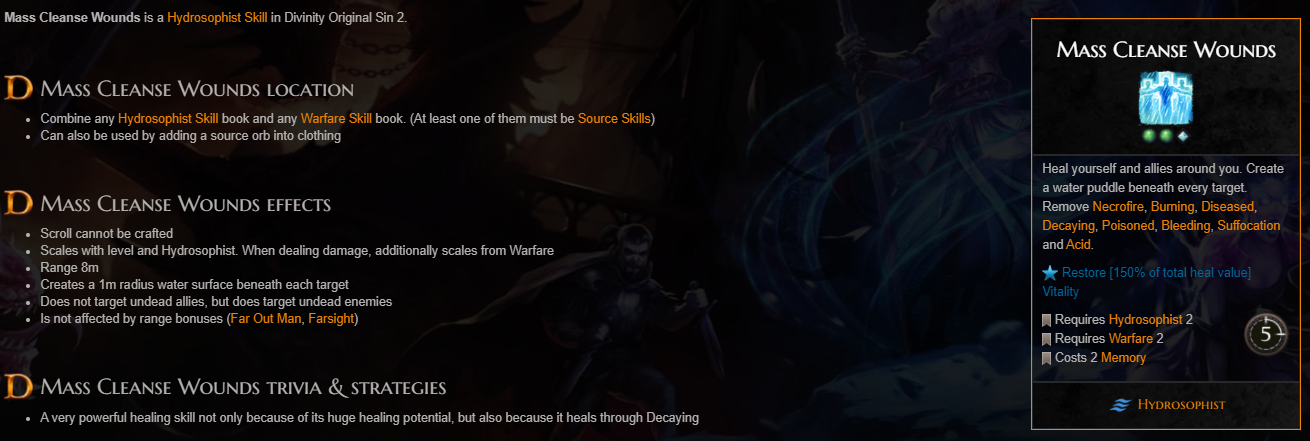 Mass Cleanse Wounds is a Hydrosophist Skill in Divinity Original Sin 2.
Mass Cleanse Wounds location
Combine any Hydrosophist Skill book and any Warfare Skill book. (At least one of them must be Source Skills)
Can also be used by adding a source orb into clothing
Mass Cleanse Wounds effects
Scroll cannot be crafted
Scales with level and Hydrosophist. When dealing damage, additionally scales from Warfare
Range 8m
Creates a 1m radius water surface beneath each target
Does not target undead allies, but does target undead enemies
Is not affected by range bonuses (Far Out Man, Farsight)
Mass Cleanse Wounds trivia & strategies
A very powerful healing skill not only because of its huge healing potential, but also because it heals through Decaying
Mass Cleanse Wounds
Heal yourself and allies around you. Create
a water puddle beneath every target.
Remove Necrofire, Burning, Diseased,
Decaying, Poisoned, Bleeding, Suffocation
and Acid.
Restore [150% of total heal value]
Vitality
Requires Hydrosophist 2
Requires Warfare 2
Costs 2 Memory
5
Hydrosophist